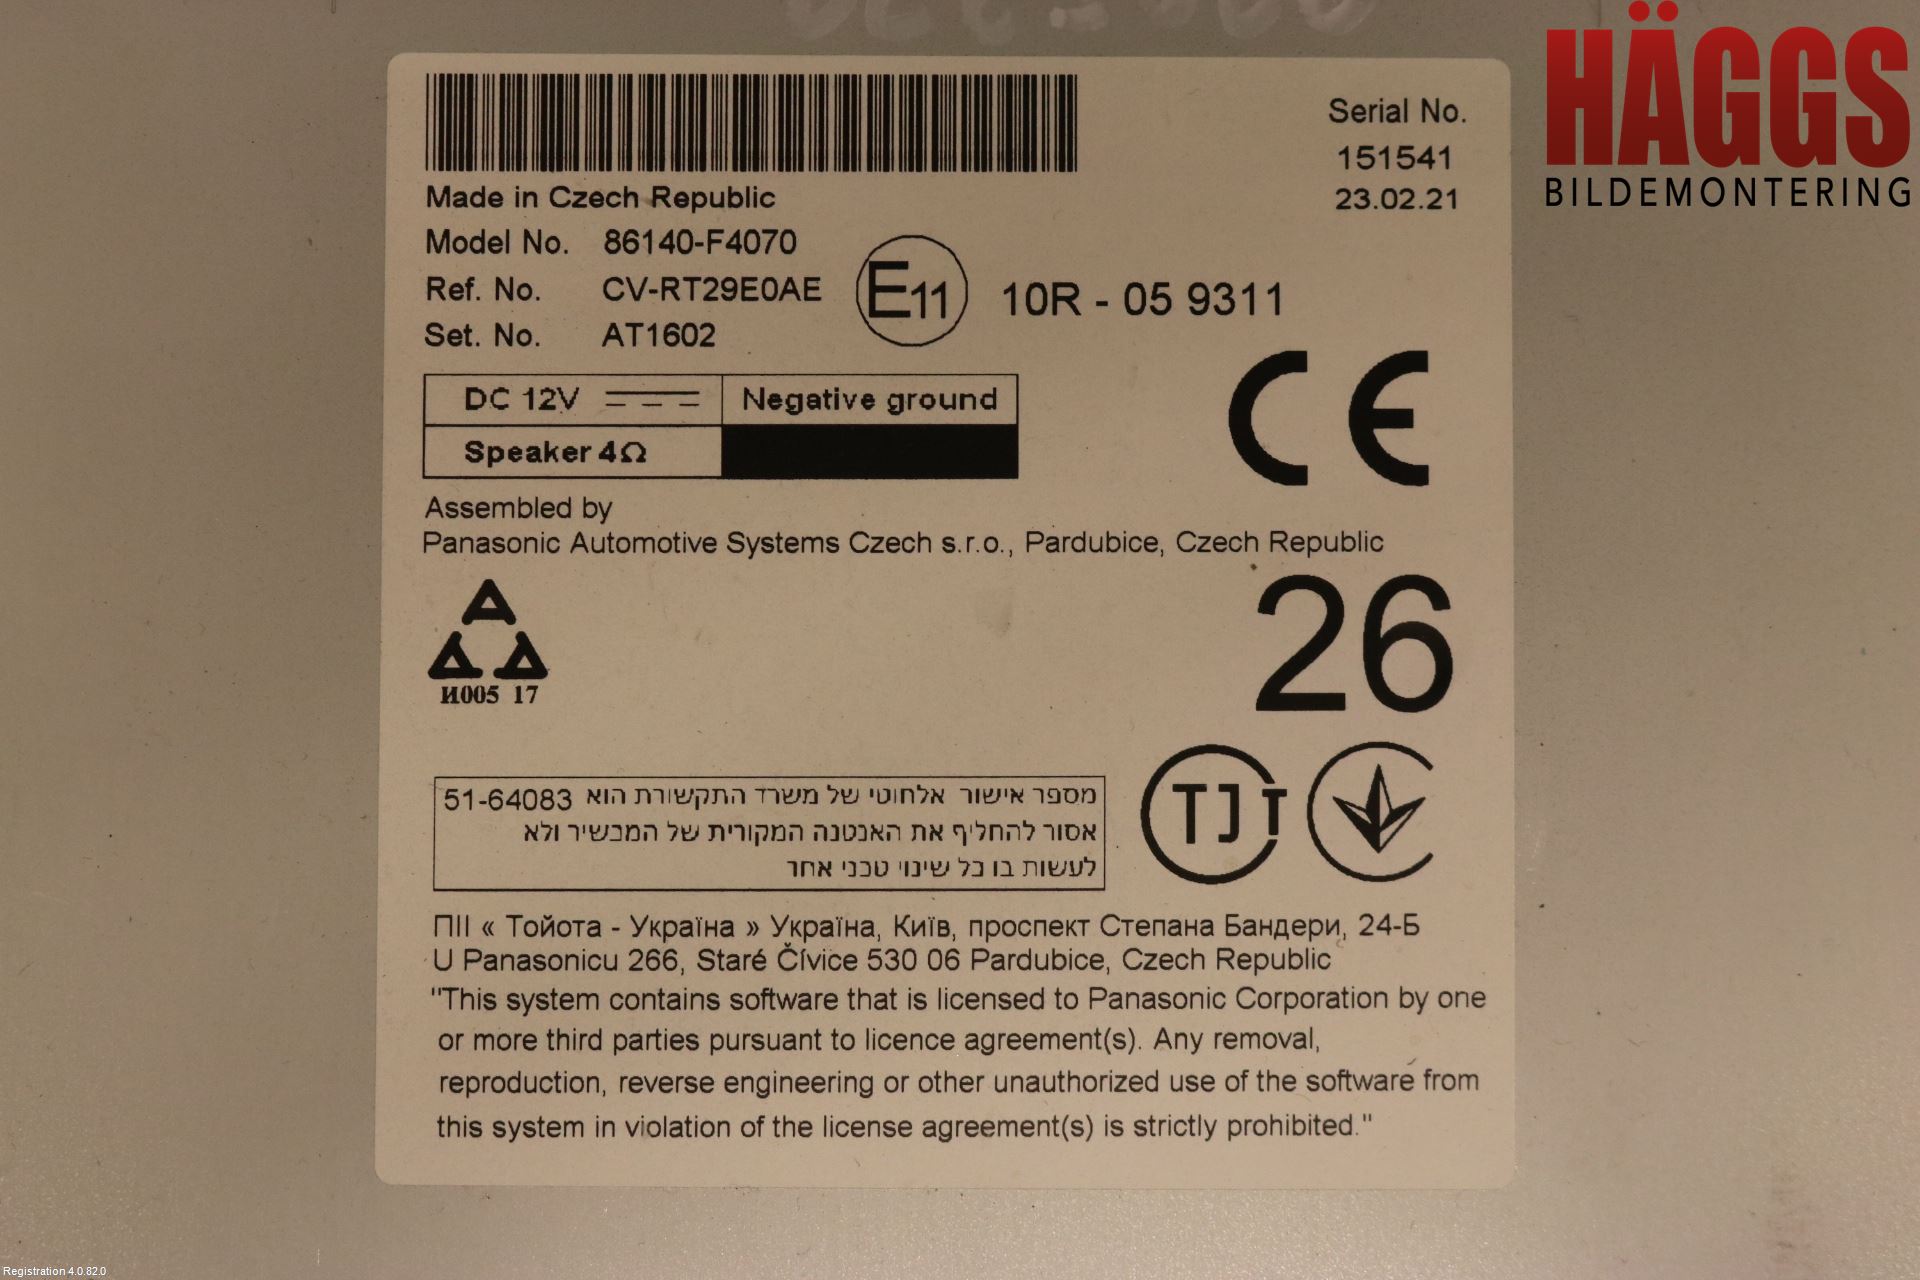 HÄGGS
BILDEMONTERING
Serial No.
151541
23.02.21
Made in Czech Republic
Model No. 86140-F4070
Ref. No. CV-RT29E0AE
Set. No. AT1602
E11 10R - 05 9311
DC 12V Negative ground
Speaker 4Ω
CE
Assembled by
Panasonic Automotive Systems Czech s.r.o., Pardubice, Czech Republic
И005 17
26
מספר אישור אלחוטי של משרד התקשורת הוא 51-64083
אסור להחליף את האנטנה המקורית של המכשיר ולא
לעשות בו כל שינוי טכני אחר
ПІІ « Тойота - Україна » Україна, Київ, проспект Степана Бандери, 24-Б
U Panasonicu 266, Staré Čívice 530 06 Pardubice, Czech Republic
"This system contains software that is licensed to Panasonic Corporation by one
or more third parties pursuant to licence agreement(s). Any removal,
reproduction, reverse engineering or other unauthorized use of the software from
this system in violation of the license agreement(s) is strictly prohibited."
Registration 4.0.82.0